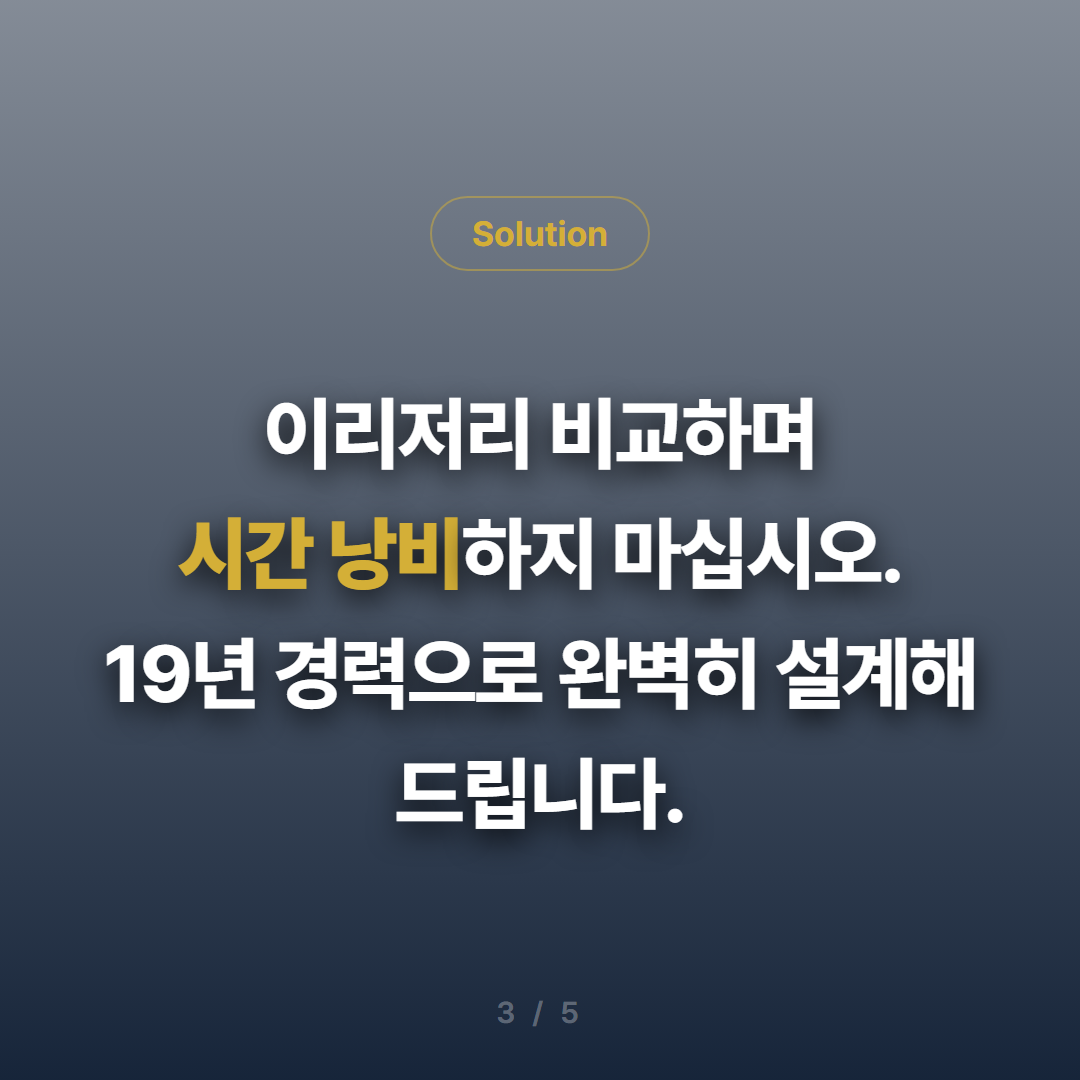 Solution
이리저리 비교하며
시간 낭비하지 마십시오.
19년 경력으로 완벽히 설계해
드립니다.
3 / 5